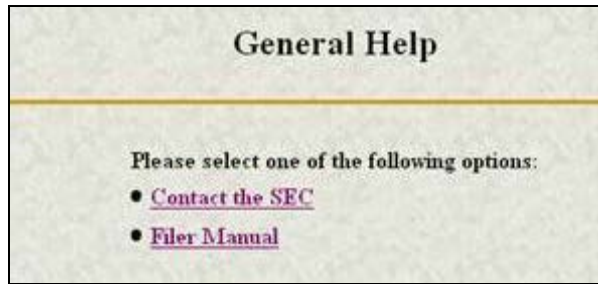 General Help
Please select one of the following options:
• Contact the SEC
• Filer Manual